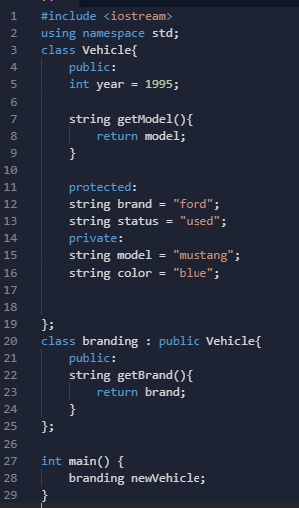 1 #include <iostream>
2 using namespace std;
3 class Vehicle{
4 public:
5 int year = 1995;
6
7 string getModel(){
8 return model;
9 }
10
11 protected:
12 string brand = "ford";
13 string status = "used";
14 private:
15 string model = "mustang";
16 string color = "blue";
17
18
19 };
20 class branding : public Vehicle{
21 public:
22 string getBrand(){
23 return brand;
24 }
25 };
26
27 int main() {
28 branding newVehicle;
29 }